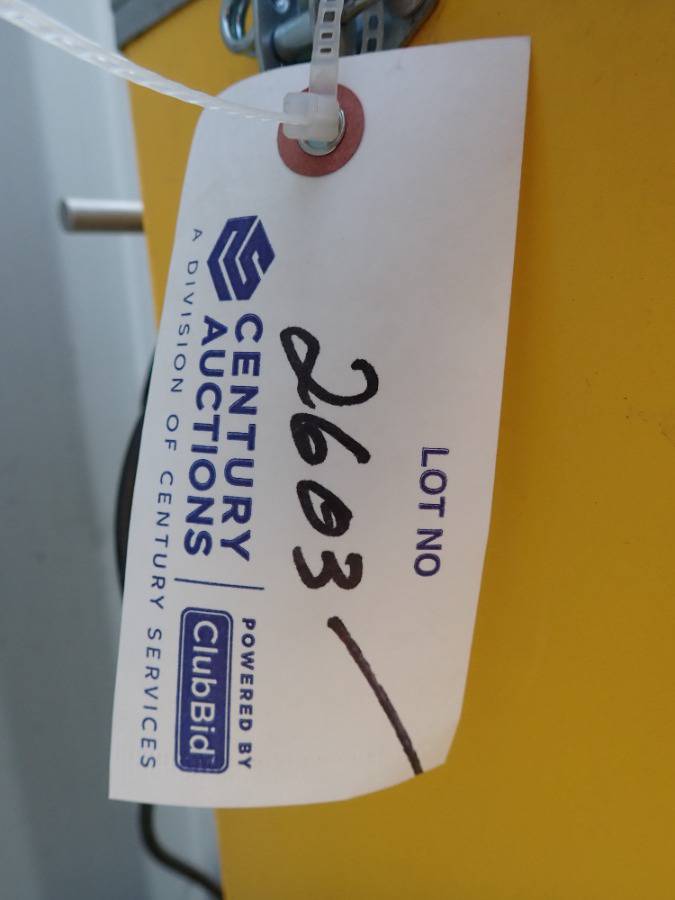 LOT NO
2603
CENTURY
AUCTIONS
A DIVISION OF CENTURY SERVICES
POWERED BY
ClubBid